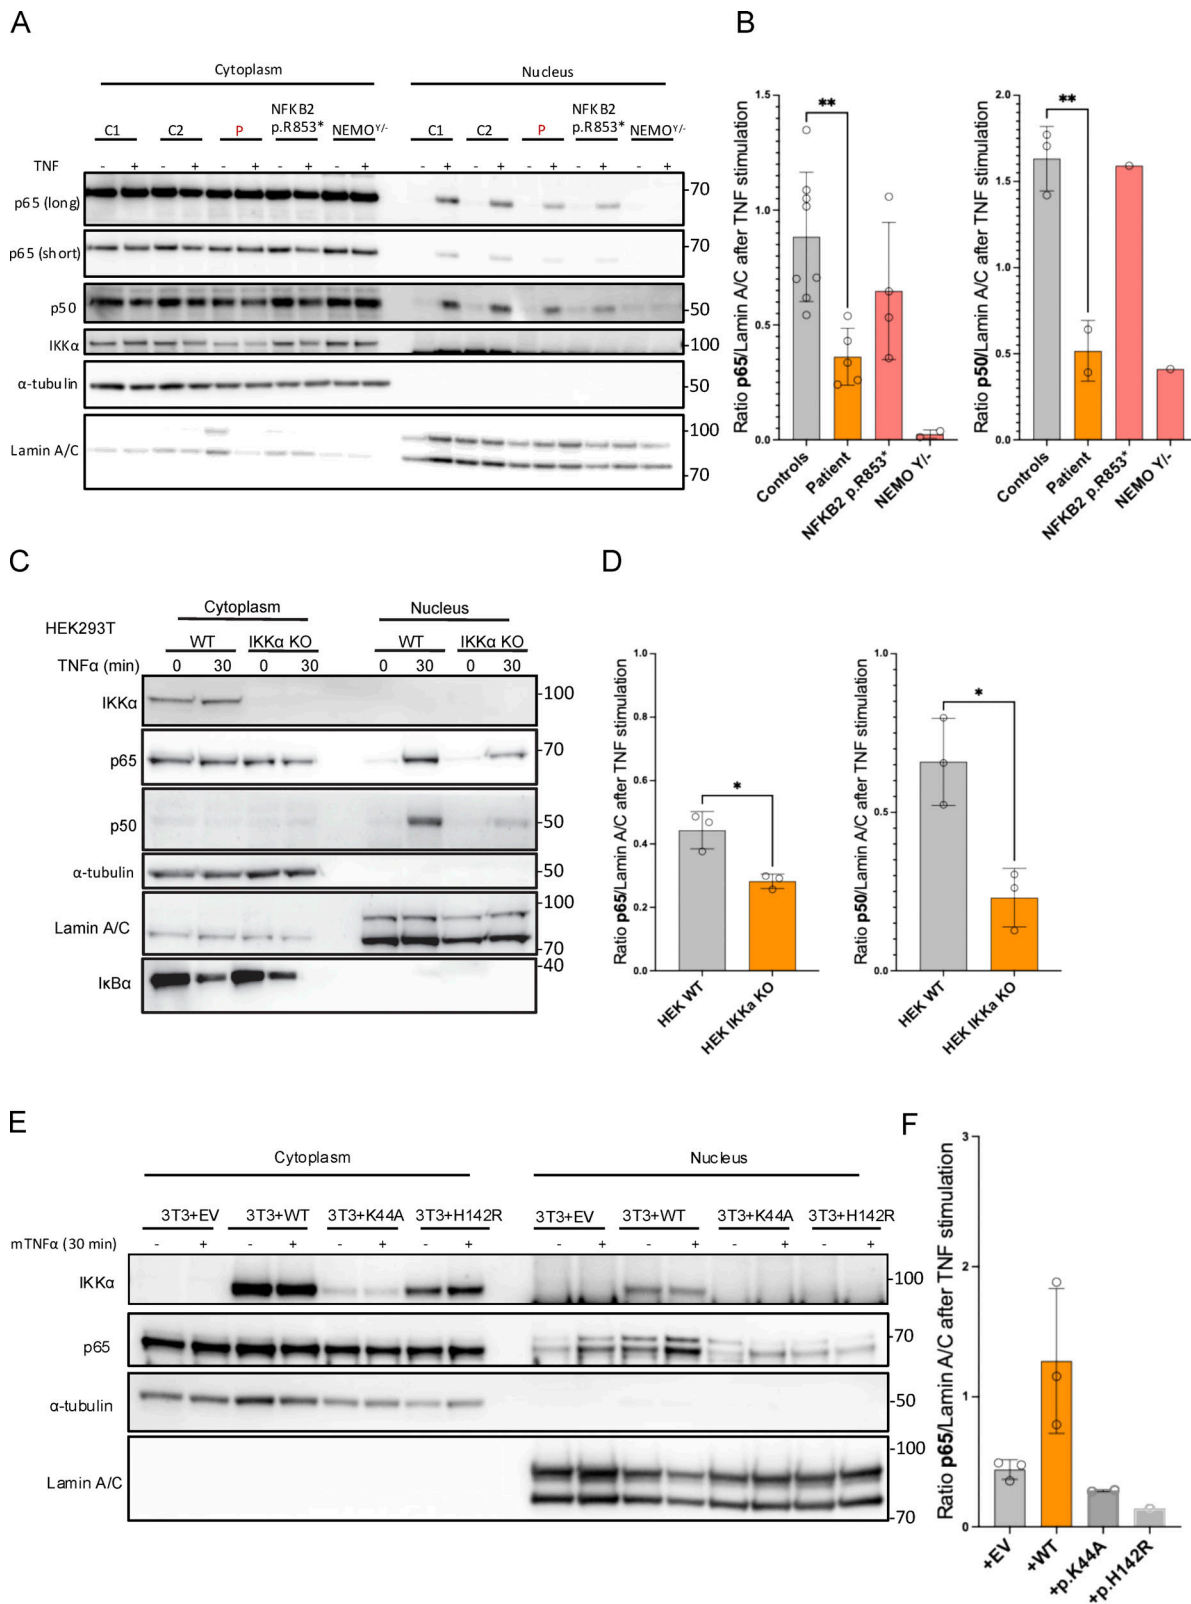 A
Cytoplasm
Nucleus
C1
C2
P
NFKB2
p.R853*
NEMOʸ/⁻
C1
C2
P
NFKB2
p.R853*
NEMOʸ/⁻
TNF
- + - + - + - + - +
- + - + - + - + - +
p65 (long)
-70
p65 (short)
-70
p50
-50
IKKα
-100
α-tubulin
-50
Lamin A/C
-100
-70
B
Ratio p65/Lamin A/C after TNF stimulation
1.5
1.0
0.5
0.0
**
Controls
Patient
NFKB2 p.R853*
NEMO Y/-
Ratio p50/Lamin A/C after TNF stimulation
2.0
1.5
1.0
0.5
0.0
**
Controls
Patient
NFKB2 p.R853*
NEMO Y/-
C
HEK293T
Cytoplasm
Nucleus
WT
IKKα KO
WT
IKKα KO
TNFα (min)
0 30 0 30
0 30 0 30
IKKα
-100
p65
-70
p50
-50
α-tubulin
-50
Lamin A/C
-100
-70
IκBα
-40
D
Ratio p65/Lamin A/C after TNF stimulation
1.0
0.8
0.6
0.4
0.2
0.0
*
HEK WT
HEK IKKa KO
Ratio p50/Lamin A/C after TNF stimulation
1.0
0.5
0.0
*
HEK WT
HEK IKKa KO
E
Cytoplasm
Nucleus
3T3+EV
3T3+WT
3T3+K44A
3T3+H142R
3T3+EV
3T3+WT
3T3+K44A
3T3+H142R
mTNFα (30 min)
- + - + - + - +
- + - + - + - +
IKKα
-100
p65
-70
α-tubulin
-50
Lamin A/C
-100
-70
F
Ratio p65/Lamin A/C after TNF stimulation
3
2
1
0
+EV
+WT
+p.K44A
+p.H142R